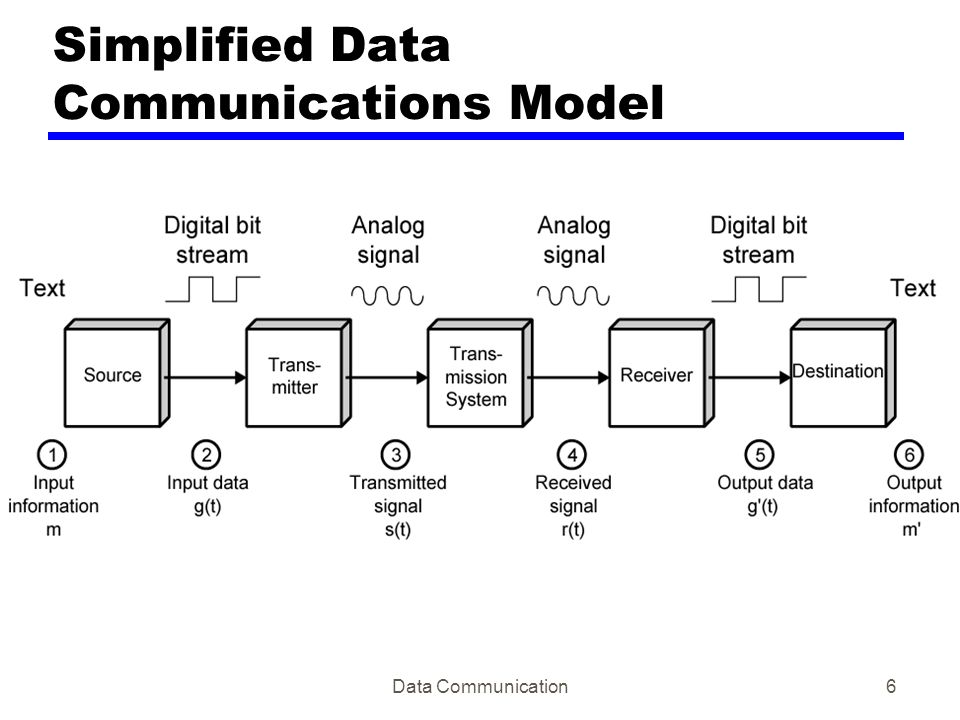 Simplified Data
Communications Model
Text
Digital bit
stream
Analog
signal
Analog
signal
Digital bit
stream
Text
Source
Trans-
mitter
Trans-
mission
System
Receiver
Destination
1
Input
information
m
2
Input data
g(t)
3
Transmitted
signal
s(t)
4
Received
signal
r(t)
5
Output data
g'(t)
6
Output
information
m'
Data Communication
6